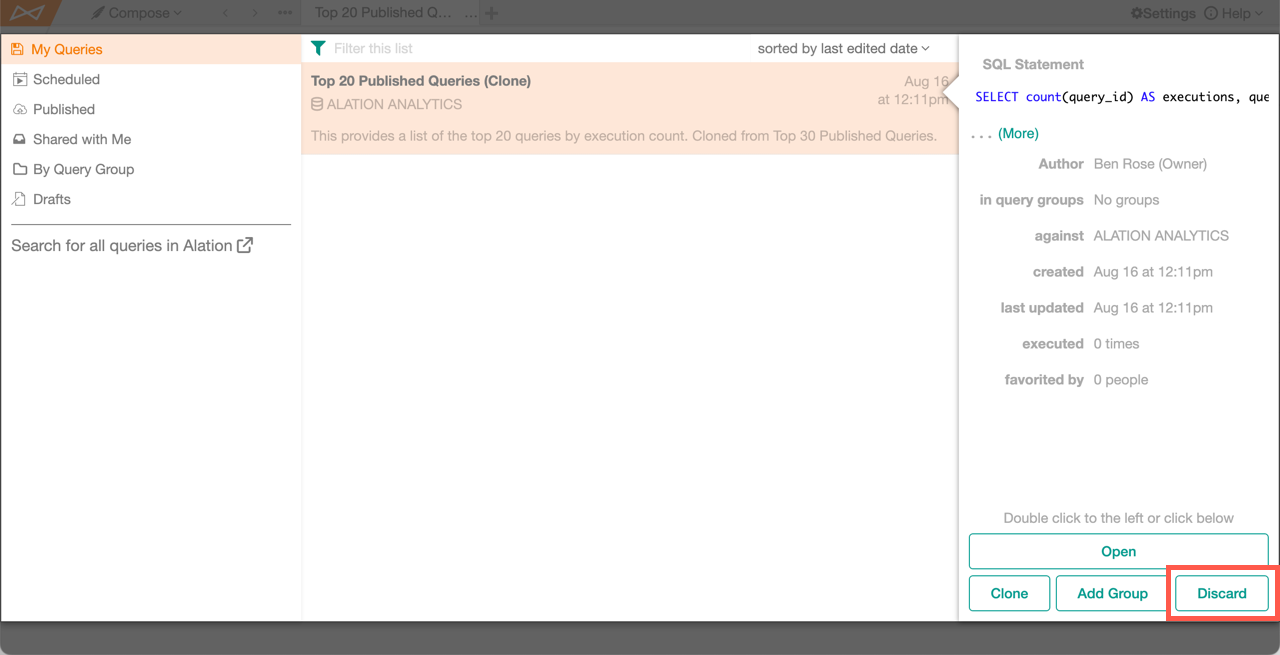 Compose
Top 20 Published Q... ...
Settings
Help
My Queries
Scheduled
Published
Shared with Me
By Query Group
Drafts
Search for all queries in Alation
Filter this list
sorted by last edited date
Top 20 Published Queries (Clone)
Aug 16
at 12:11pm
ALATION ANALYTICS
This provides a list of the top 20 queries by execution count. Cloned from Top 30 Published Queries.
SQL Statement
SELECT count(query_id) AS executions, que
... (More)
Author Ben Rose (Owner)
in query groups No groups
against ALATION ANALYTICS
created Aug 16 at 12:11pm
last updated Aug 16 at 12:11pm
executed 0 times
favorited by 0 people
Double click to the left or click below
Open
Clone
Add Group
Discard